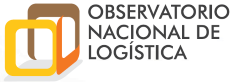 OBSERVATORIO
NACIONAL DE
LOGÍSTICA